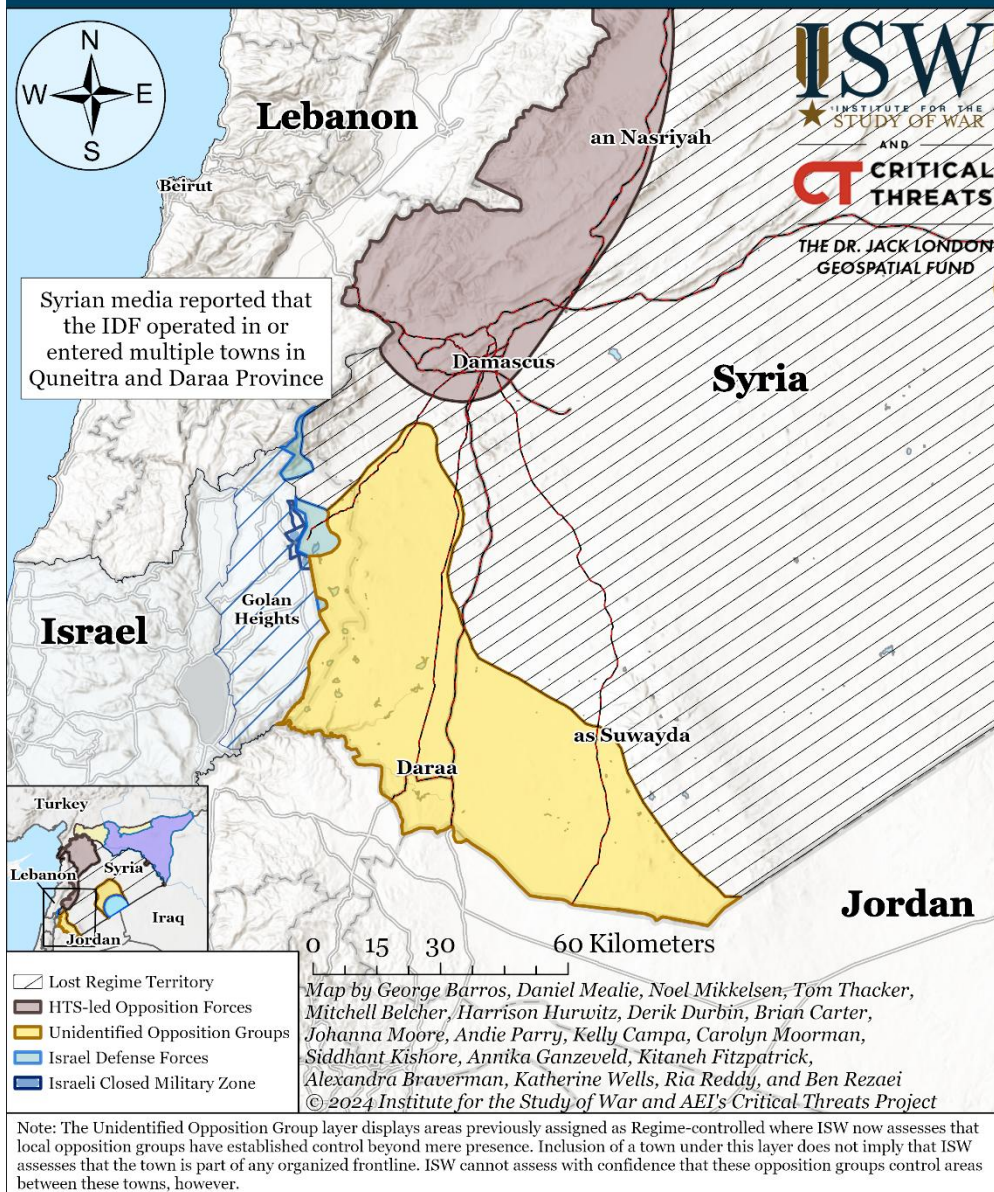 N
W
E
S
Lebanon
Beirut
an Nasriyah
ISW
INSTITUTE FOR THE
STUDY OF WAR
AND
CT CRITICAL
THREATS
THE DR. JACK LONDON
GEOSPATIAL FUND
Syrian media reported that
the IDF operated in or
entered multiple towns in
Quneitra and Daraa Province
Damascus
Syria
Golan
Heights
Israel
as Suwayda
Daraa
Jordan
Turkey
Lebanon
Syria
Iraq
Jordan
0 15 30 60 Kilometers
Lost Regime Territory
HTS-led Opposition Forces
Unidentified Opposition Groups
Israel Defense Forces
Israeli Closed Military Zone
Map by George Barros, Daniel Mealie, Noel Mikkelsen, Tom Thacker,
Mitchell Belcher, Harrison Hurwitz, Derik Durbin, Brian Carter,
Johanna Moore, Andie Parry, Kelly Campa, Carolyn Moorman,
Siddhant Kishore, Annika Ganzeveld, Kitaneh Fitzpatrick,
Alexandra Braverman, Katherine Wells, Ria Reddy, and Ben Rezaei
© 2024 Institute for the Study of War and AEI's Critical Threats Project
Note: The Unidentified Opposition Group layer displays areas previously assigned as Regime-controlled where ISW now assesses that
local opposition groups have established control beyond mere presence. Inclusion of a town under this layer does not imply that ISW
assesses that the town is part of any organized frontline. ISW cannot assess with confidence that these opposition groups control areas
between these towns, however.